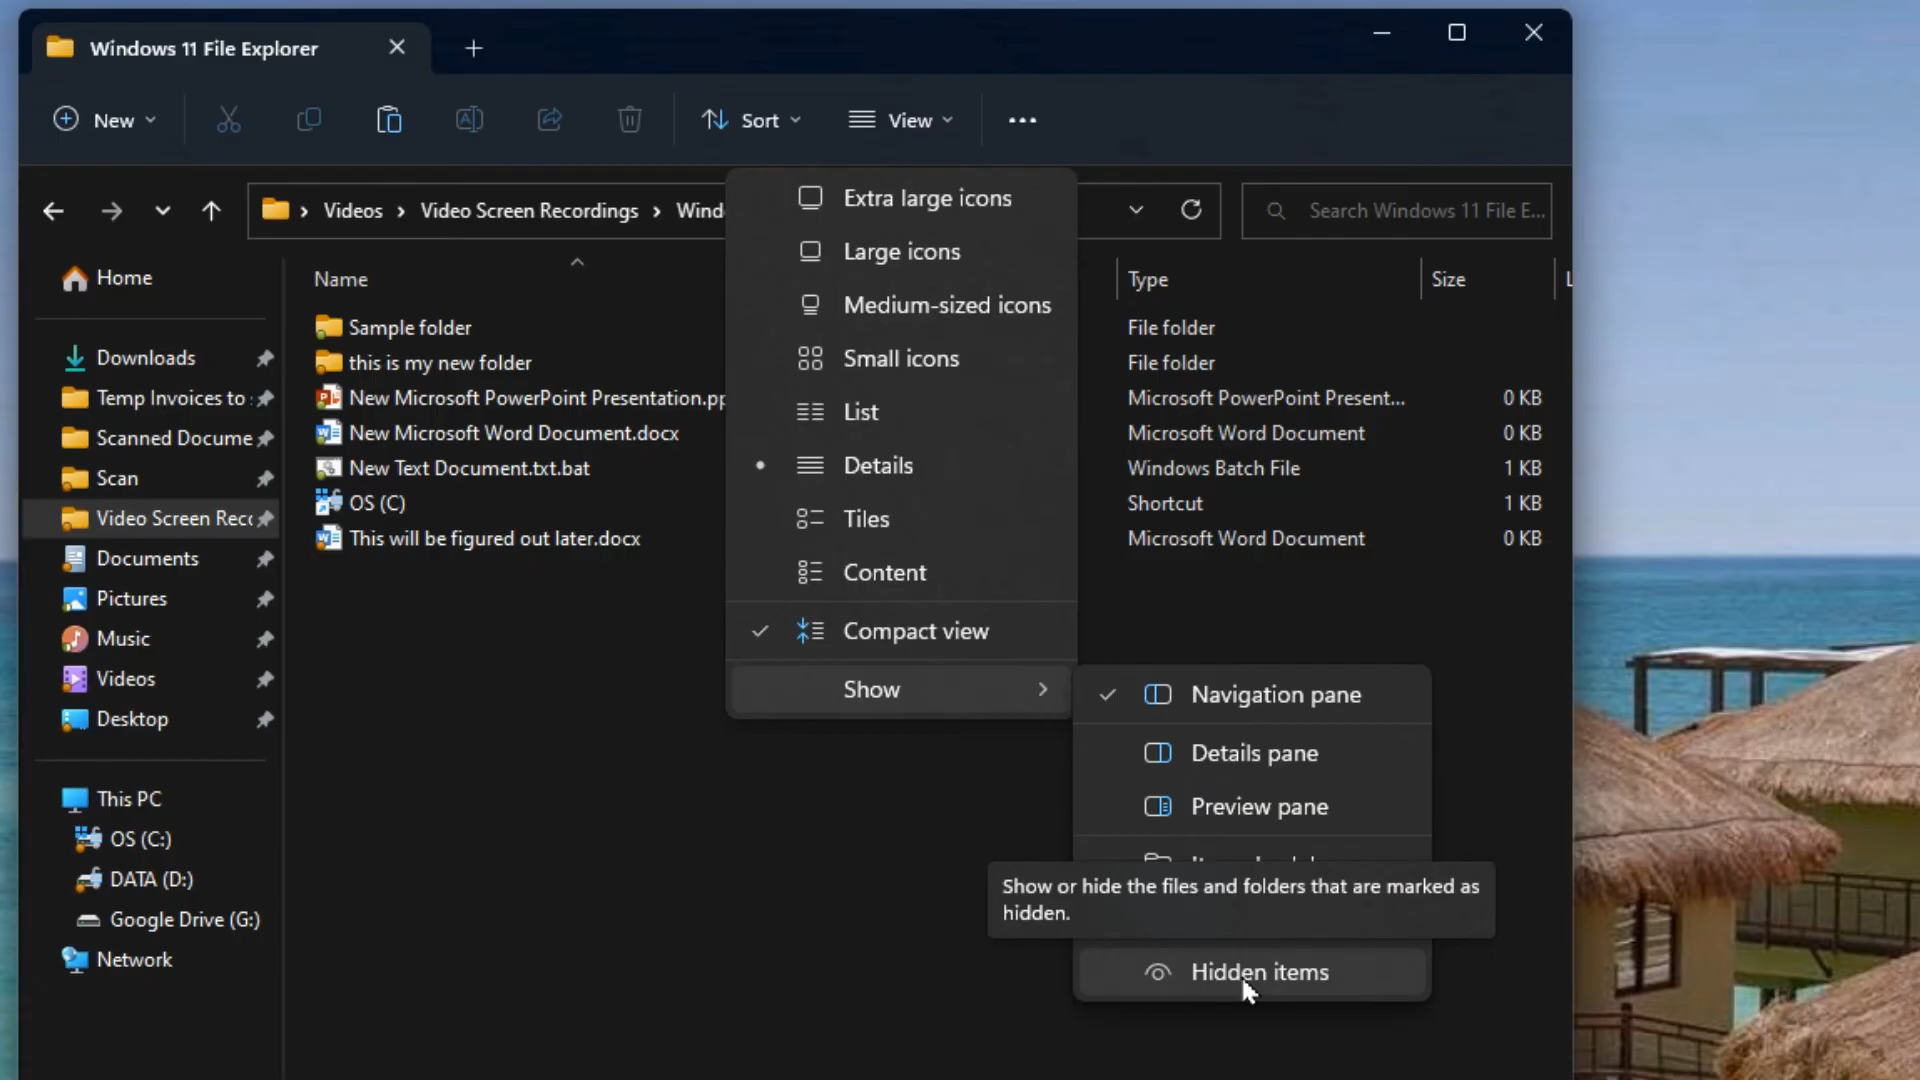 Windows 11 File Explorer
New
Sort
View
Videos
Video Screen Recordings
Search Windows 11 File E...
Name
Type
Size
Home
Downloads
Temp Invoices to
Scanned Docume
Scan
Video Screen Rec
Documents
Pictures
Music
Videos
Desktop
This PC
OS (C:)
DATA (D:)
Google Drive (G:)
Network
Sample folder File folder
this is my new folder File folder
New Microsoft PowerPoint Presentation.pp Microsoft PowerPoint Present... 0 KB
New Microsoft Word Document.docx Microsoft Word Document 0 KB
New Text Document.txt.bat Windows Batch File 1 KB
OS (C) Shortcut 1 KB
This will be figured out later.docx Microsoft Word Document 0 KB
Extra large icons
Large icons
Medium-sized icons
Small icons
List
Details
Tiles
Content
Compact view
Show
Navigation pane
Details pane
Preview pane
Show or hide the files and folders that are marked as
hidden.
Hidden items